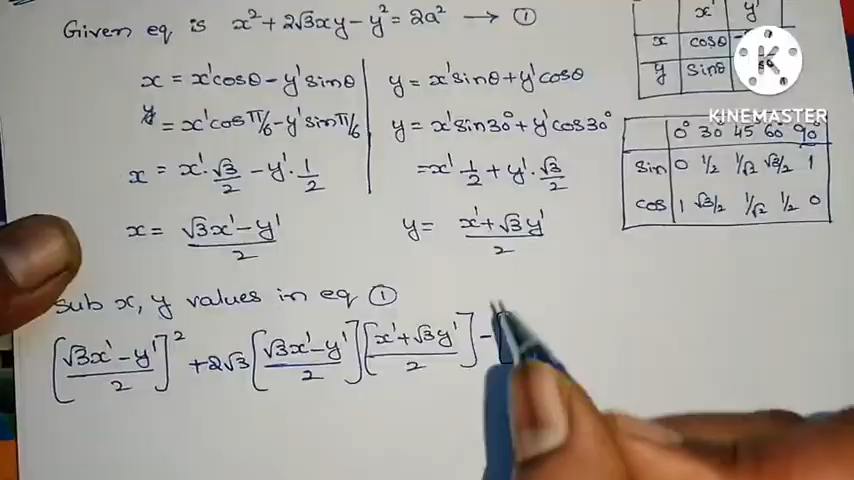 Given eq is x² + 2√3xy - y² = 2a² → ①
x = x'cosθ - y'sinθ
y = x'sinθ + y'cosθ
= x'cos π/6 - y'sin π/6
y = x'sin30° + y'cos30°
x = x'·√3/2 - y'·1/2
= x' 1/2 + y'·√3/2
x = √3x' - y' / 2
y = x' + √3y' / 2
Sub x, y values in eq ①
[√3x' - y' / 2]² + 2√3 [√3x' - y' / 2] [x' + √3y' / 2] - [
x' y'
x cosθ -
y sinθ
KINEMASTER
0° 30° 45 60° 90°
sin 0 1/2 1/√2 √3/2 1
cos 1 √3/2 1/√2 1/2 0